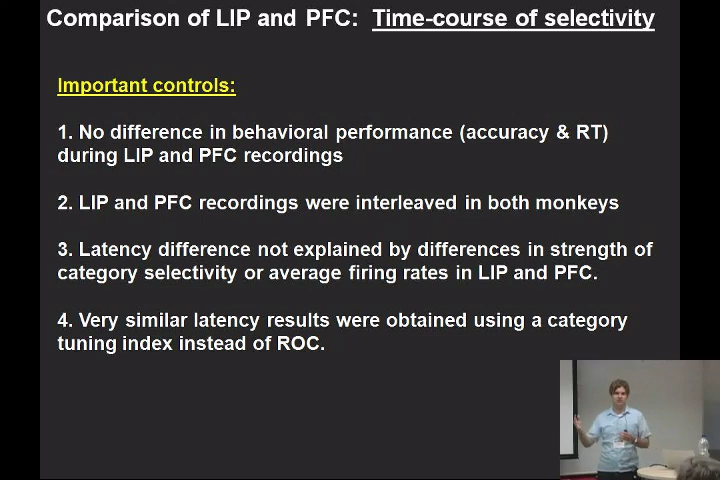 Comparison of LIP and PFC: Time-course of selectivity
Important controls:
1. No difference in behavioral performance (accuracy & RT)
during LIP and PFC recordings
2. LIP and PFC recordings were interleaved in both monkeys
3. Latency difference not explained by differences in strength of
category selectivity or average firing rates in LIP and PFC.
4. Very similar latency results were obtained using a category
tuning index instead of ROC.